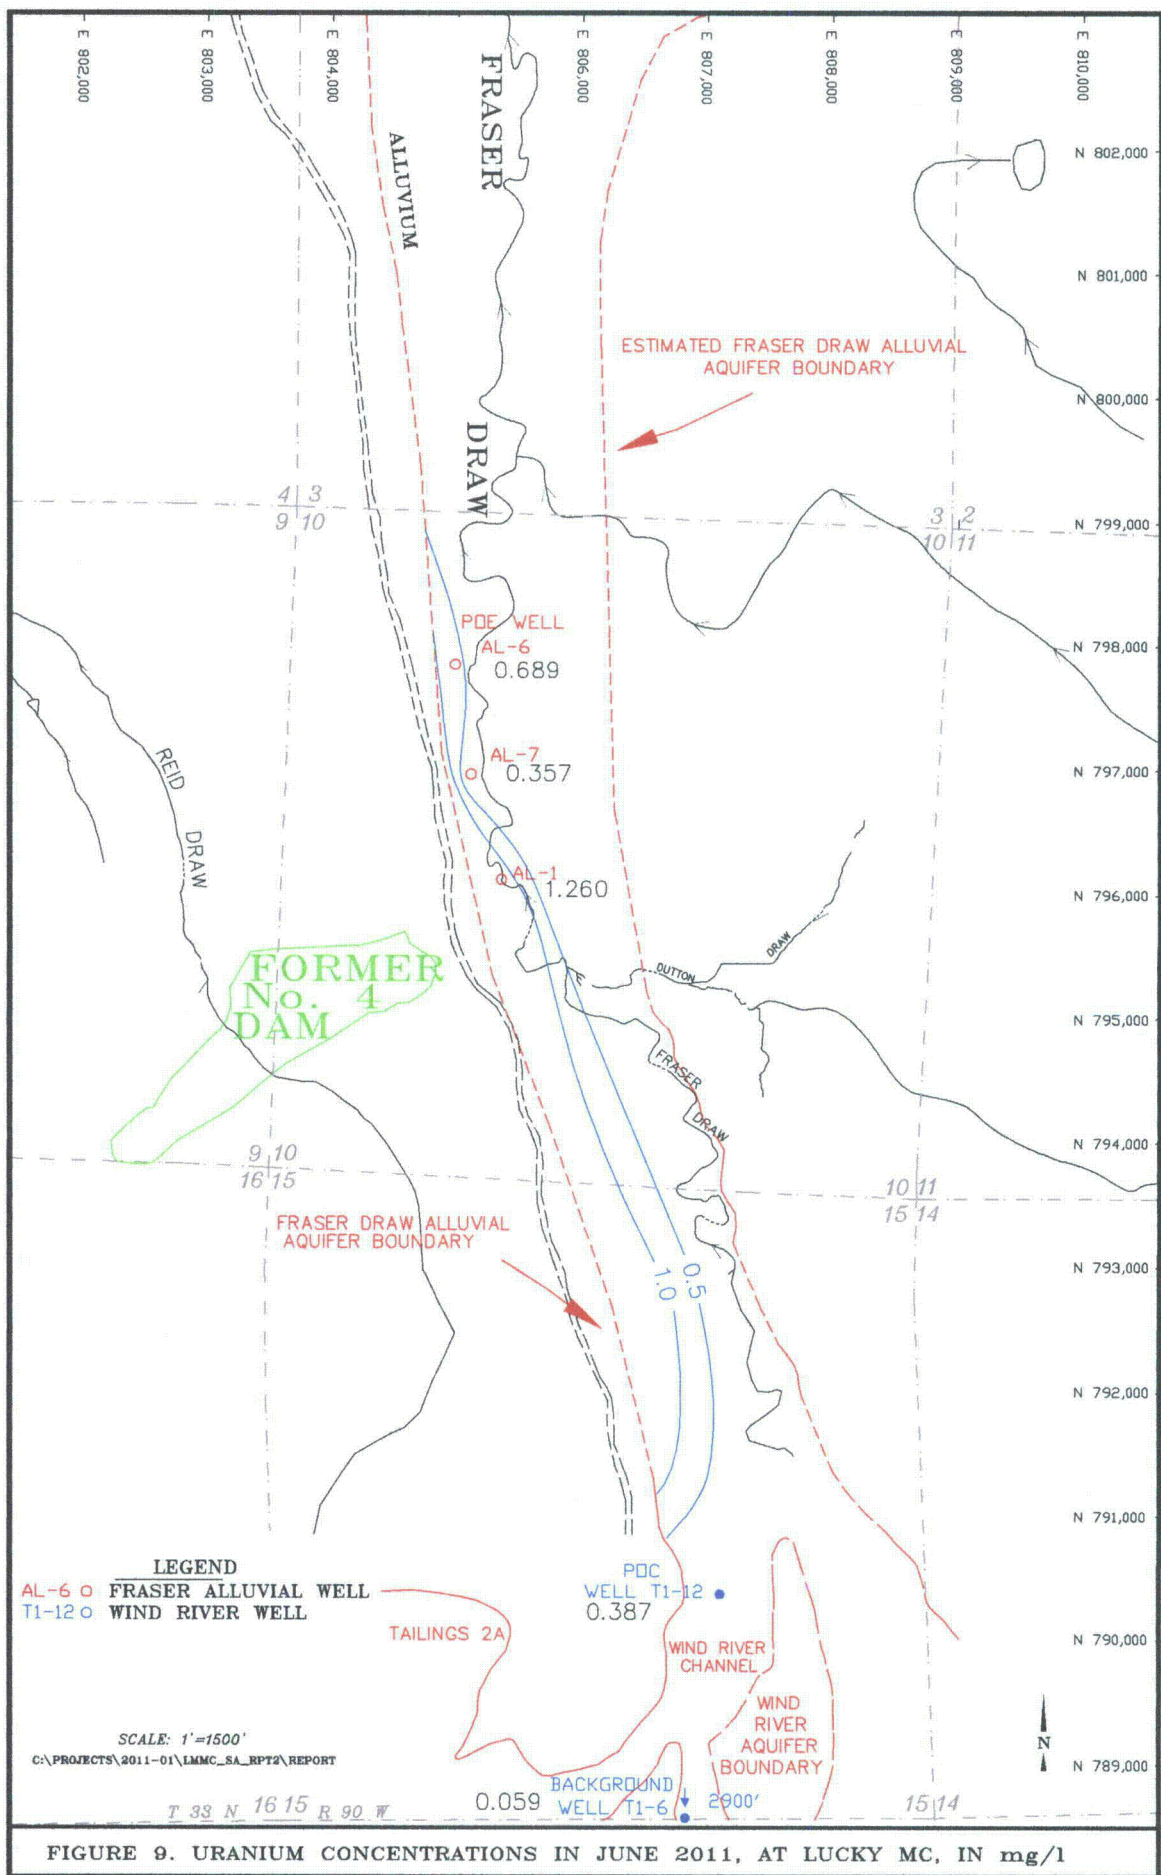 E 802,000
E 803,000
E 804,000
E 806,000
E 807,000
E 808,000
E 809,000
E 810,000
N 802,000
N 801,000
N 800,000
N 799,000
N 798,000
N 797,000
N 796,000
N 795,000
N 794,000
N 793,000
N 792,000
N 791,000
N 790,000
N 789,000
FRASER
DRAW
ALLUVIUM
ESTIMATED FRASER DRAW ALLUVIAL
AQUIFER BOUNDARY
4 3
9 10
3 2
10 11
POE WELL
AL-6
0.689
AL-7
0.357
AL-1
1.260
REID
DRAW
FORMER
No. 4
DAM
DUTTON
DRAW
FRASER
DRAW
9 10
16 15
10 11
15 14
FRASER DRAW ALLUVIAL
AQUIFER BOUNDARY
1.0
0.5
LEGEND
AL-6 FRASER ALLUVIAL WELL
T1-12 WIND RIVER WELL
POC
WELL T1-12
0.387
TAILINGS 2A
WIND RIVER
CHANNEL
WIND
RIVER
AQUIFER
BOUNDARY
N
SCALE: 1"=1500'
C:\PROJECTS\2011-01\LMMC_SA_RPT2\REPORT
BACKGROUND
WELL T1-6
0.059
2900'
T 33 N 16 15 R 90 W
15 14
FIGURE 9. URANIUM CONCENTRATIONS IN JUNE 2011, AT LUCKY MC, IN mg/l